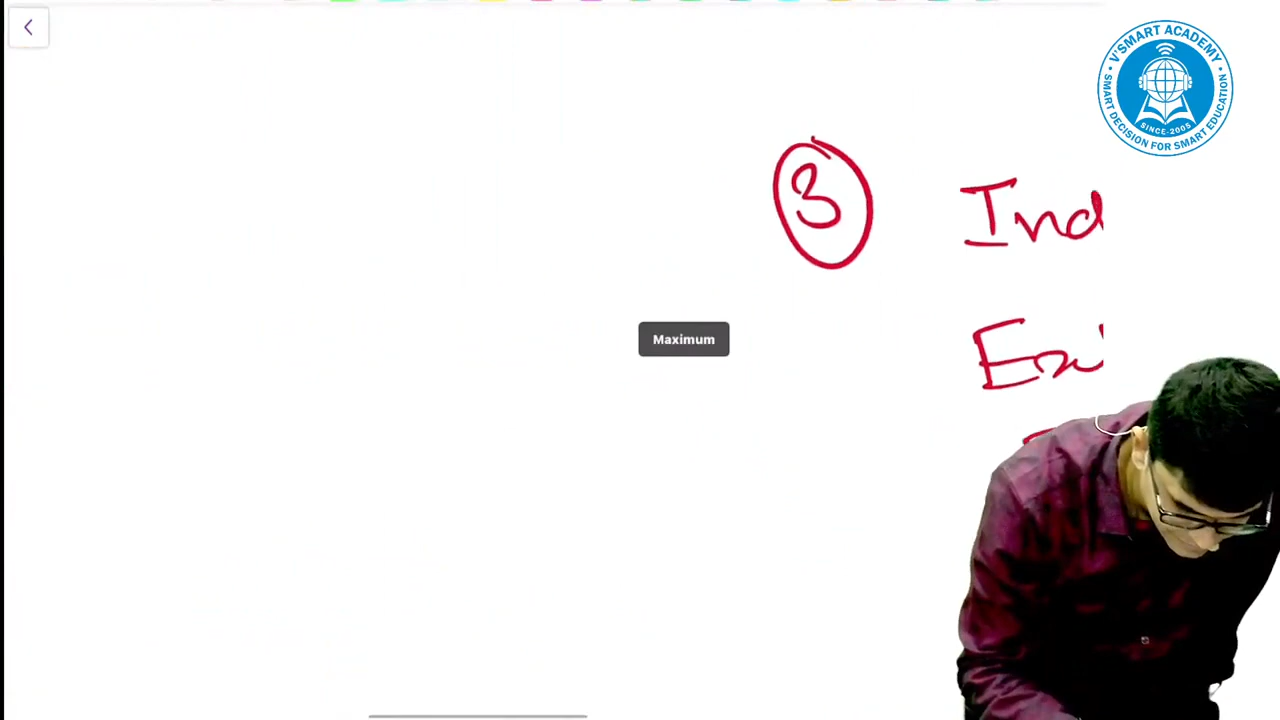 V'SMART ACADEMY
SMART DECISION FOR SMART EDUCATION
SINCE-2005
3 Ind
Maximum